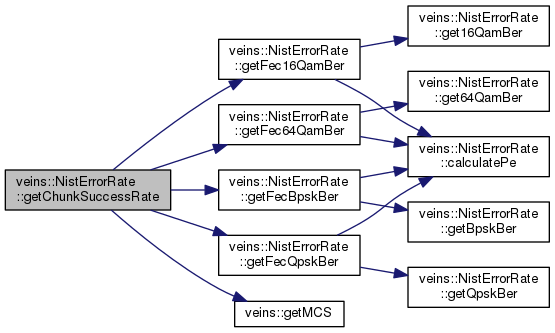 veins::NistErrorRate
::getChunkSuccessRate
veins::NistErrorRate
::getFec16QamBer
veins::NistErrorRate
::getFec64QamBer
veins::NistErrorRate
::getFecBpskBer
veins::NistErrorRate
::getFecQpskBer
veins::getMCS
veins::NistErrorRate
::get16QamBer
veins::NistErrorRate
::get64QamBer
veins::NistErrorRate
::calculatePe
veins::NistErrorRate
::getBpskBer
veins::NistErrorRate
::getQpskBer